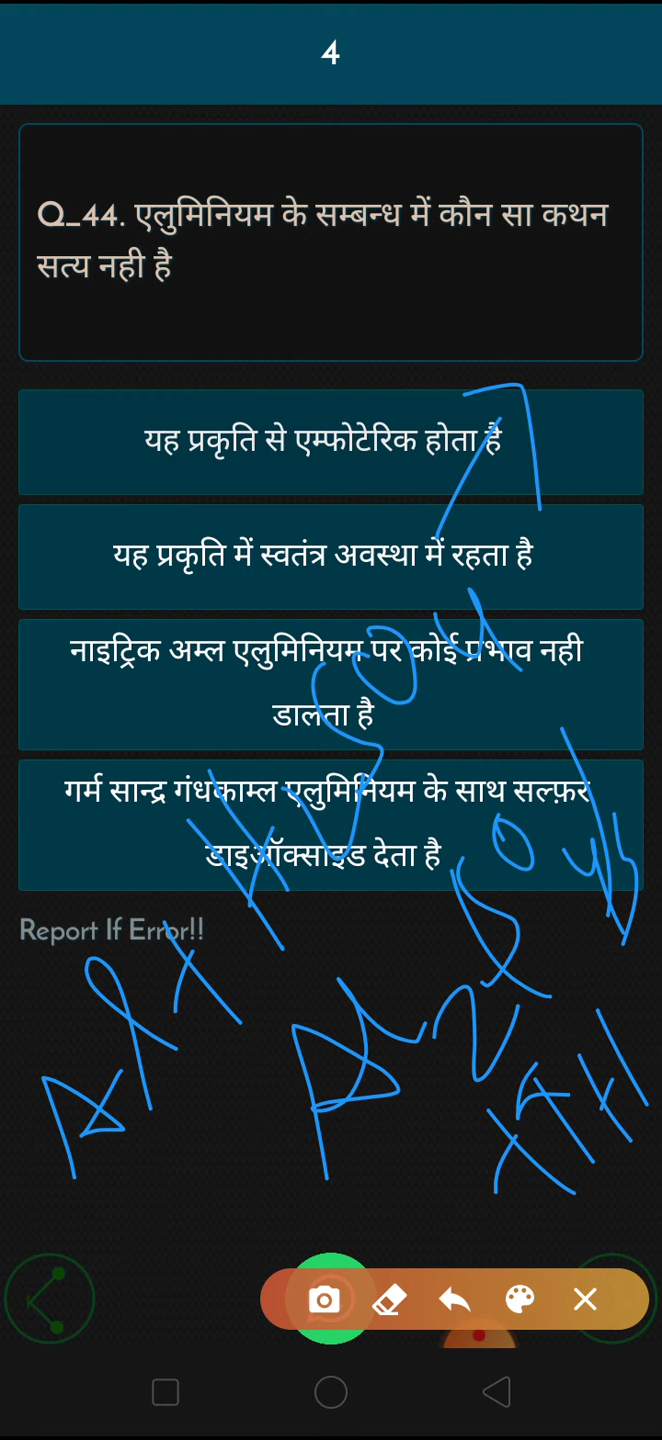 4
Q_44. एलुमिनियम के सम्बन्ध में कौन सा कथन
सत्य नही है
यह प्रकृति से एम्फोटेरिक होता है
यह प्रकृति में स्वतंत्र अवस्था में रहता है
नाइट्रिक अम्ल एलुमिनियम पर कोई प्रभाव नही
डालता है
गर्म सान्द्र गंधकाम्ल एलुमिनियम के साथ सल्फ़र
डाइऑक्साइड देता है
Report If Error!!